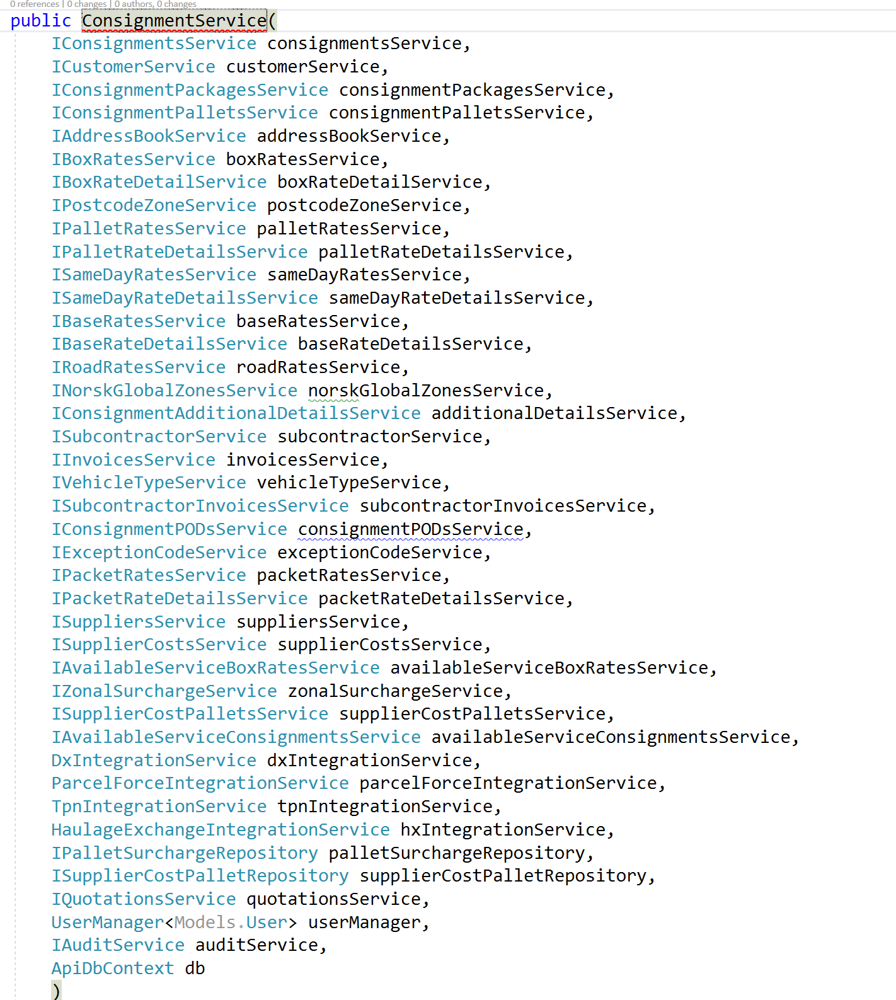 0 references | 0 changes | 0 authors, 0 changes
public ConsignmentService(
IConsignmentsService consignmentsService,
ICustomerService customerService,
IConsignmentPackagesService consignmentPackagesService,
IConsignmentPalletsService consignmentPalletsService,
IAddressBookService addressBookService,
IBoxRatesService boxRatesService,
IBoxRateDetailService boxRateDetailService,
IPostcodeZoneService postcodeZoneService,
IPalletRatesService palletRatesService,
IPalletRateDetailsService palletRateDetailsService,
ISameDayRatesService sameDayRatesService,
ISameDayRateDetailsService sameDayRateDetailsService,
IBaseRatesService baseRatesService,
IBaseRateDetailsService baseRateDetailsService,
IRoadRatesService roadRatesService,
INorskGlobalZonesService norskGlobalZonesService,
IConsignmentAdditionalDetailsService additionalDetailsService,
ISubcontractorService subcontractorService,
IInvoicesService invoicesService,
IVehicleTypeService vehicleTypeService,
ISubcontractorInvoicesService subcontractorInvoicesService,
IConsignmentPODsService consignmentPODsService,
IExceptionCodeService exceptionCodeService,
IPacketRatesService packetRatesService,
IPacketRateDetailsService packetRateDetailsService,
ISuppliersService suppliersService,
ISupplierCostsService supplierCostsService,
IAvailableServiceBoxRatesService availableServiceBoxRatesService,
IZonalSurchargeService zonalSurchargeService,
ISupplierCostPalletsService supplierCostPalletsService,
IAvailableServiceConsignmentsService availableServiceConsignmentsService,
DxIntegrationService dxIntegrationService,
ParcelForceIntegrationService parcelForceIntegrationService,
TpnIntegrationService tpnIntegrationService,
HaulageExchangeIntegrationService hxIntegrationService,
IPalletSurchargeRepository palletSurchargeRepository,
ISupplierCostPalletRepository supplierCostPalletRepository,
IQuotationsService quotationsService,
UserManager<Models.User> userManager,
IAuditService auditService,
ApiDbContext db
)